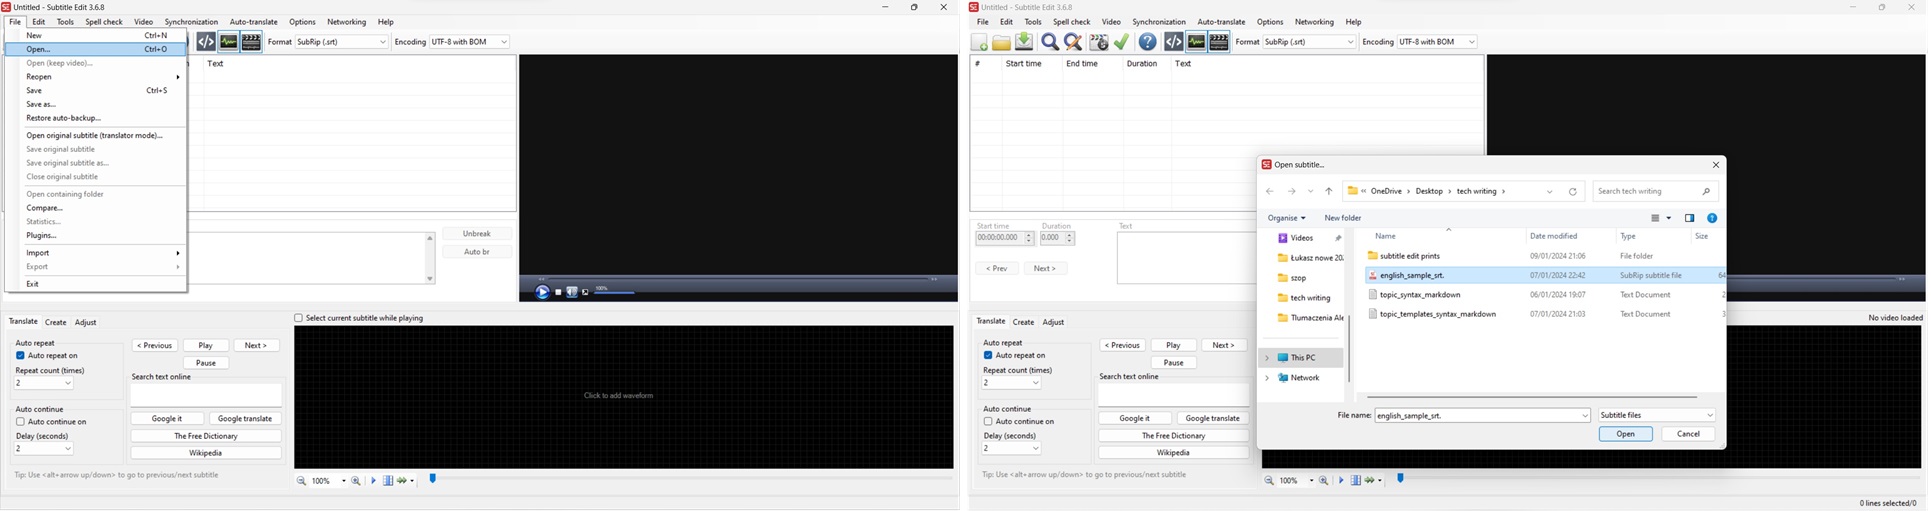 Untitled - Subtitle Edit 3.6.8
File Edit Tools Spell check Video Synchronization Auto-translate Options Networking Help
New Ctrl+N
Open... Ctrl+O
Open (keep video)...
Reopen
Save Ctrl+S
Save as...
Restore auto-backup...
Open original subtitle (translator mode)...
Save original subtitle
Save original subtitle as...
Close original subtitle
Open containing folder
Compare...
Statistics...
Plugins...
Import
Export
Exit
Format SubRip (.srt) Encoding UTF-8 with BOM
Text
Unbreak
Auto br
100%
Translate Create Adjust
Select current subtitle while playing
Auto repeat
Auto repeat on
Repeat count (times)
2
Auto continue
Auto continue on
Delay (seconds)
2
< Previous Play Next >
Pause
Search text online
Google it Google translate
The Free Dictionary
Wikipedia
Click to add waveform
Tip: Use <alt+arrow up/down> to go to previous/next subtitle
100%
Untitled - Subtitle Edit 3.6.8
File Edit Tools Spell check Video Synchronization Auto-translate Options Networking Help
Format SubRip (.srt) Encoding UTF-8 with BOM
# Start time End time Duration Text
Start time Duration Text
00:00:00.000 0.000
< Prev Next >
Open subtitle...
« OneDrive > Desktop > tech writing >
Search tech writing
Organise New folder
Name Date modified Type Size
Videos
Łukasz nowe 20
szop
tech writing
Tłumaczenia Ale
This PC
Network
subtitle edit prints 09/01/2024 21:06 File folder
english_sample_srt. 07/01/2024 22:42 SubRip subtitle file 64
topic_syntax_markdown 06/01/2024 19:07 Text Document 2
topic_templates_syntax_markdown 07/01/2024 21:03 Text Document 3
File name: english_sample_srt. Subtitle files
Open Cancel
No video loaded
Translate Create Adjust
Auto repeat
Auto repeat on
Repeat count (times)
2
Auto continue
Auto continue on
Delay (seconds)
2
< Previous Play Next >
Pause
Search text online
Google it Google translate
The Free Dictionary
Wikipedia
Tip: Use <alt+arrow up/down> to go to previous/next subtitle
100%
0 lines selected/0